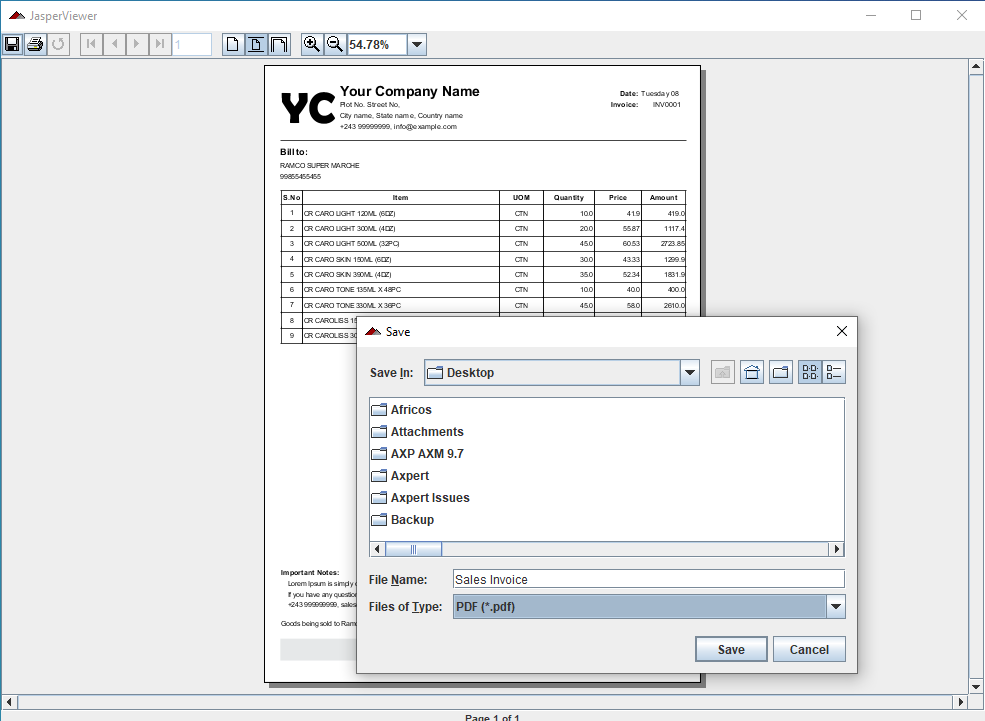 JasperViewer
1
54.78%
YC
Your Company Name
Plot No. Street No,
City name, State name, Country name
+243 99999999, info@example.com
Date: Tuesday 08
Invoice: INV0001
Bill to:
RAMCO SUPER MARCHE
99855455455
S.No Item UOM Quantity Price Amount
1 CR CARO LIGHT 120ML (6DZ) CTN 10.0 41.9 419.0
2 CR CARO LIGHT 300ML (4DZ) CTN 20.0 55.87 1117.4
3 CR CARO LIGHT 500ML (32PC) CTN 45.0 60.53 2723.85
4 CR CARO SKIN 150ML (6DZ) CTN 30.0 43.33 1299.9
5 CR CARO SKIN 390ML (4DZ) CTN 35.0 52.34 1831.9
6 CR CARO TONE 135ML X 48PC CTN 10.0 40.0 400.0
7 CR CARO TONE 330ML X 36PC CTN 45.0 58.0 2610.0
8 CR CAROLISS 15
9 CR CAROLISS 30
Save
Save In: Desktop
Africos
Attachments
AXP AXM 9.7
Axpert
Axpert Issues
Backup
File Name: Sales Invoice
Files of Type: PDF (*.pdf)
Save Cancel
Important Notes:
Lorem Ipsum is simply
If you have any question
+243 999999999, sales
Goods being sold to Ram
Page 1 of 1